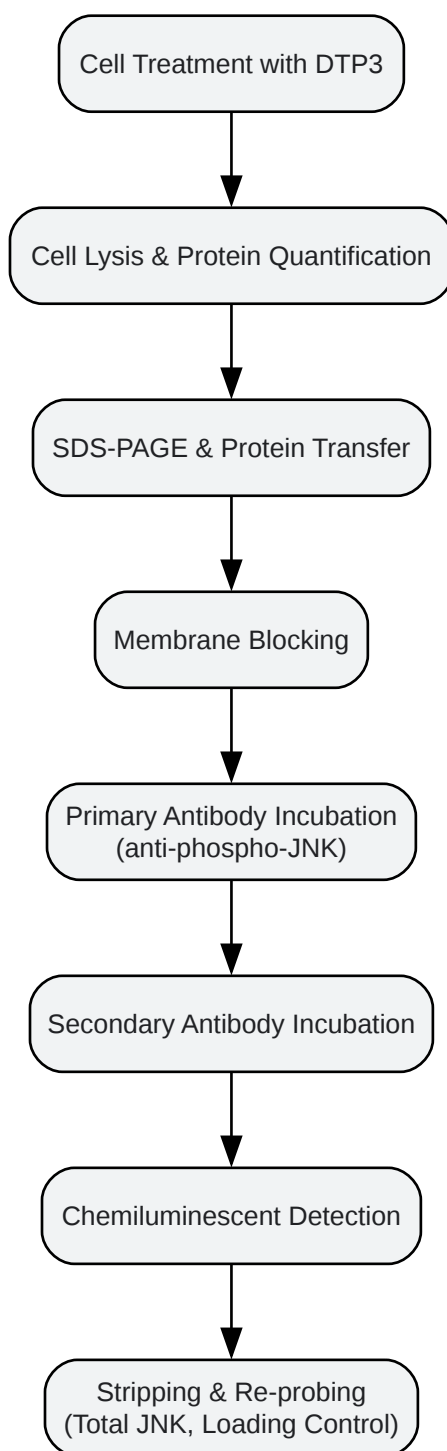 Cell Treatment with DTP3
Cell Lysis & Protein Quantification
SDS-PAGE & Protein Transfer
Membrane Blocking
Primary Antibody Incubation
(anti-phospho-JNK)
Secondary Antibody Incubation
Chemiluminescent Detection
Stripping & Re-probing
(Total JNK, Loading Control)